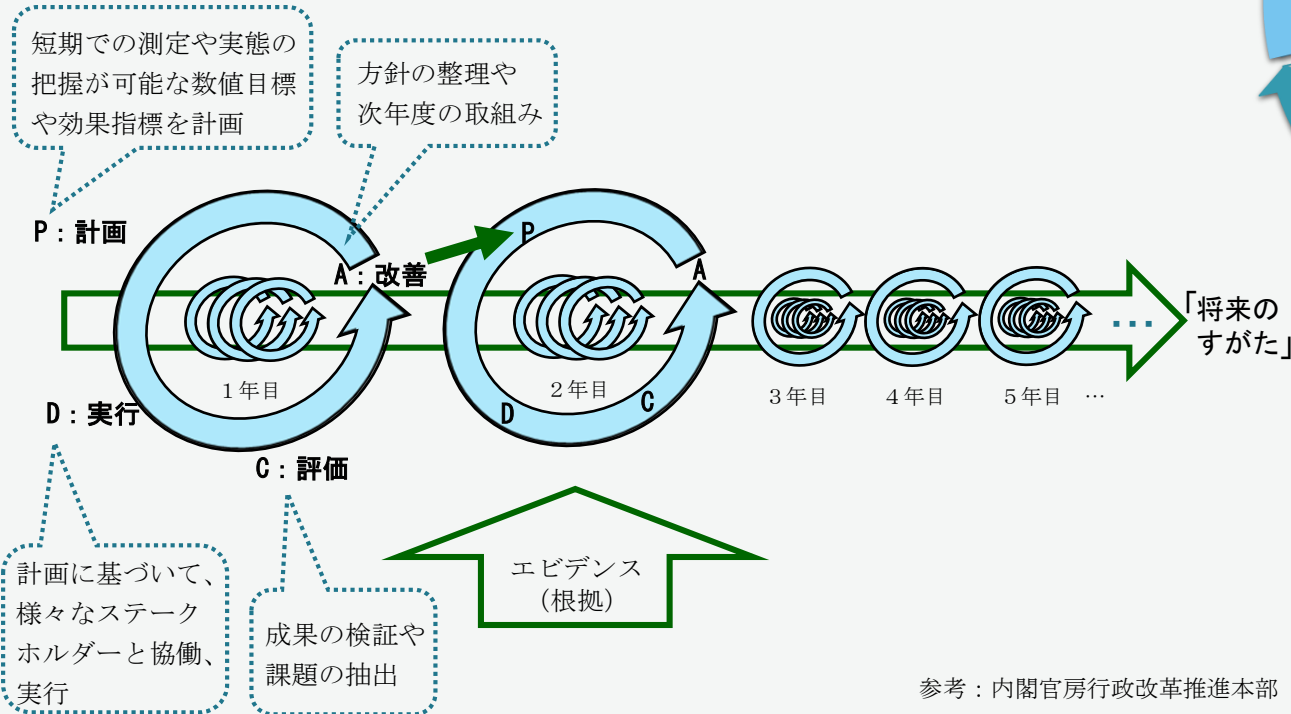 短期での測定や実態の
把握が可能な数値目標
や効果指標を計画
方針の整理や
次年度の取組み
P：計画
A：改善
P
A
1年目
2年目
3年目
4年目
5年目 …
…
「将来の
すがた」
D：実行
D
C
C：評価
計画に基づいて、
様々なステーク
ホルダーと協働、
実行
成果の検証や
課題の抽出
エビデンス
（根拠）
参考：内閣官房行政改革推進本部